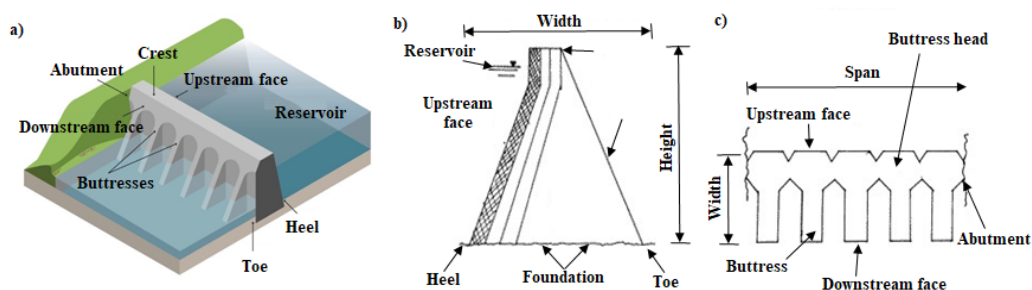 a)
Crest
Abutment
Upstream face
Reservoir
Downstream face
Buttresses
Heel
Toe
b)
Width
Reservoir
Upstream
face
Height
Heel
Foundation
Toe
c)
Buttress head
Span
Upstream face
Width
Abutment
Buttress
Downstream face